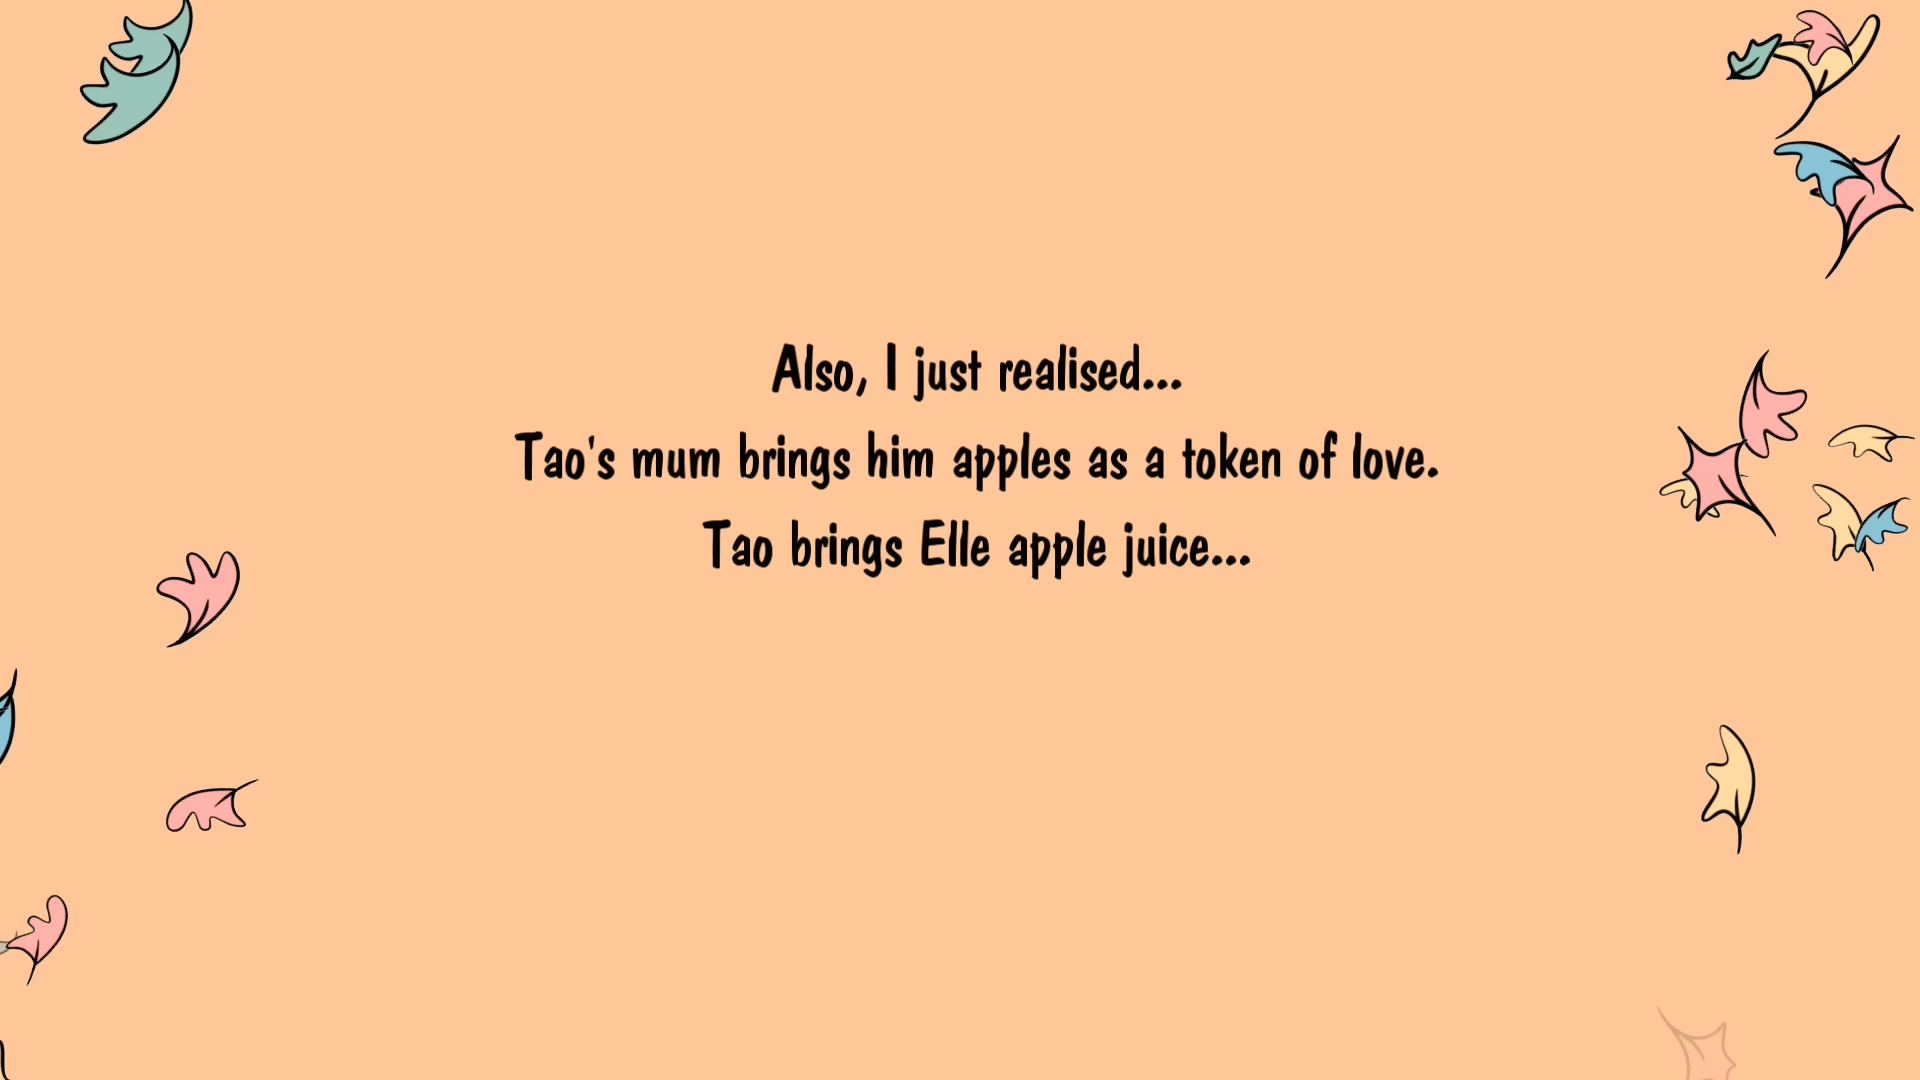 Also, I just realised...
Tao's mum brings him apples as a token of love.
Tao brings Elle apple juice...